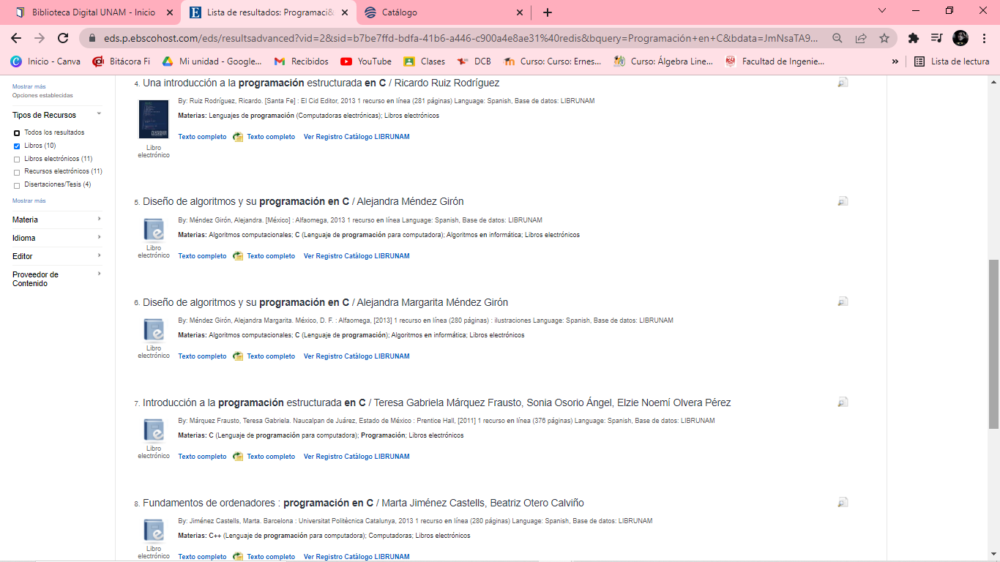 Biblioteca Digital UNAM - Inicio
Lista de resultados: Programaci&
Catálogo
eds.p.ebscohost.com/eds/resultsadvanced?vid=2&sid=b7be7ffd-bdfa-41b6-a446-c900a4e8ae31%40redis&bquery=Programación+en+C&bdata=JmNsaTA9...
Inicio - Canva
Bitácora Fi
Mi unidad - Google...
Recibidos
YouTube
Clases
DCB
Curso: Curso: Ernes...
Curso: Álgebra Line...
Facultad de Ingenie...
»
Lista de lectura
Mostrar más
Opciones establecidas
Tipos de Recursos
Todos los resultados
Libros (10)
Libros electrónicos (11)
Recursos electrónicos (11)
Disertaciones/Tesis (4)
Mostrar más
Materia
Idioma
Editor
Proveedor de
Contenido
4. Una introducción a la programación estructurada en C / Ricardo Ruiz Rodríguez
By: Ruiz Rodríguez, Ricardo. [Santa Fe] : El Cid Editor, 2013 1 recurso en línea (281 páginas) Language: Spanish, Base de datos: LIBRUNAM
Materias: Lenguajes de programación (Computadoras electrónicas); Libros electrónicos
Texto completo Texto completo Ver Registro Catálogo LIBRUNAM
Libro
electrónico
5. Diseño de algoritmos y su programación en C / Alejandra Méndez Girón
By: Méndez Girón, Alejandra. [México] : Alfaomega, 2013 1 recurso en línea Language: Spanish, Base de datos: LIBRUNAM
Materias: Algoritmos computacionales; C (Lenguaje de programación para computadora); Algoritmos en informática; Libros electrónicos
Libro
electrónico
Texto completo Texto completo Ver Registro Catálogo LIBRUNAM
6. Diseño de algoritmos y su programación en C / Alejandra Margarita Méndez Girón
By: Méndez Girón, Alejandra Margarita. México, D. F. : Alfaomega, [2013] 1 recurso en línea (280 páginas) : ilustraciones Language: Spanish, Base de datos: LIBRUNAM
Materias: Algoritmos computacionales; C (Lenguaje de programación); Algoritmos en informática; Libros electrónicos
Libro
electrónico
Texto completo Texto completo Ver Registro Catálogo LIBRUNAM
7. Introducción a la programación estructurada en C / Teresa Gabriela Márquez Frausto, Sonia Osorio Ángel, Elzie Noemí Olvera Pérez
By: Márquez Frausto, Teresa Gabriela. Naucalpan de Juárez, Estado de México : Prentice Hall, [2011] 1 recurso en línea (376 páginas) Language: Spanish, Base de datos: LIBRUNAM
Materias: C (Lenguaje de programación para computadora); Programación; Libros electrónicos
Libro
electrónico
Texto completo Texto completo Ver Registro Catálogo LIBRUNAM
8. Fundamentos de ordenadores : programación en C / Marta Jiménez Castells, Beatriz Otero Calviño
By: Jiménez Castells, Marta. Barcelona : Universitat Politècnica Catalunya, 2013 1 recurso en línea (280 páginas) Language: Spanish, Base de datos: LIBRUNAM
Materias: C++ (Lenguaje de programación para computadora); Computadoras; Libros electrónicos
Libro
electrónico
Texto completo Texto completo Ver Registro Catálogo LIBRUNAM